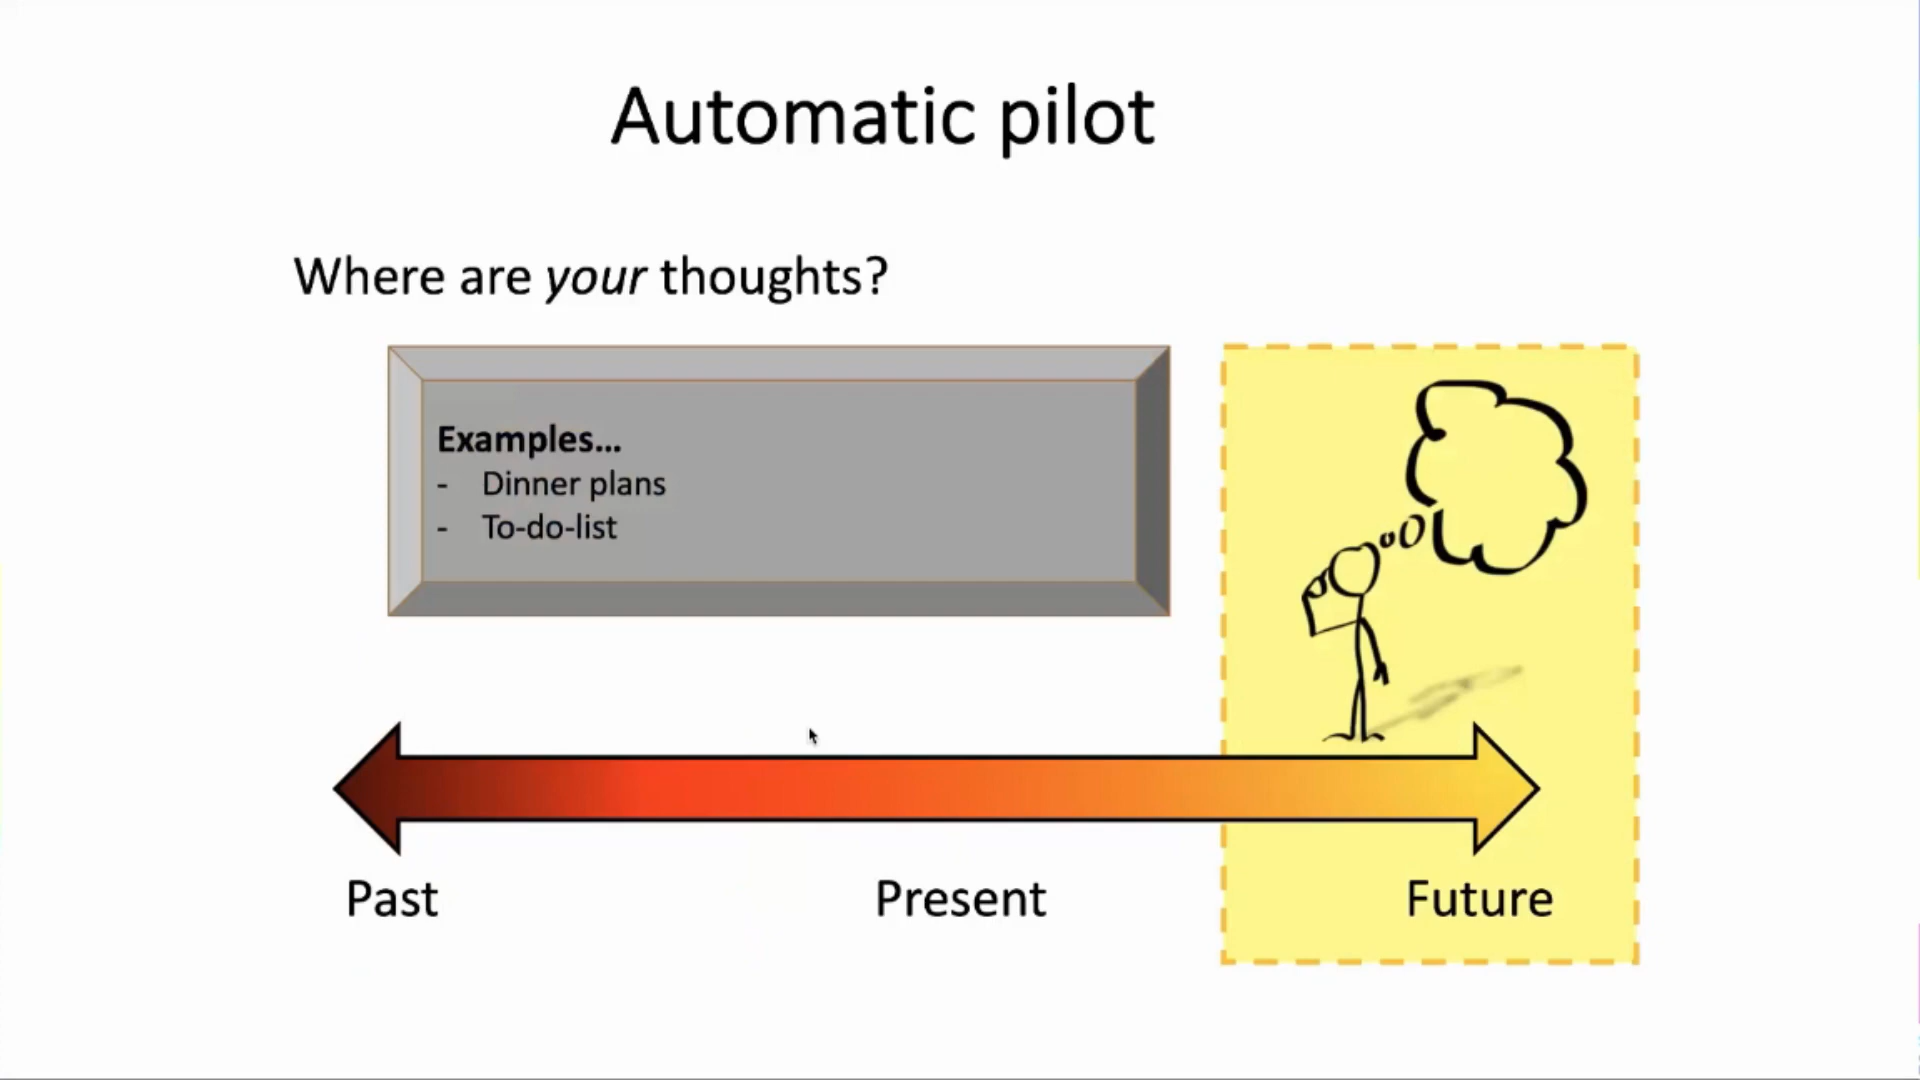 Automatic pilot
Where are your thoughts?
Examples...
- Dinner plans
- To-do-list
Past
Present
Future